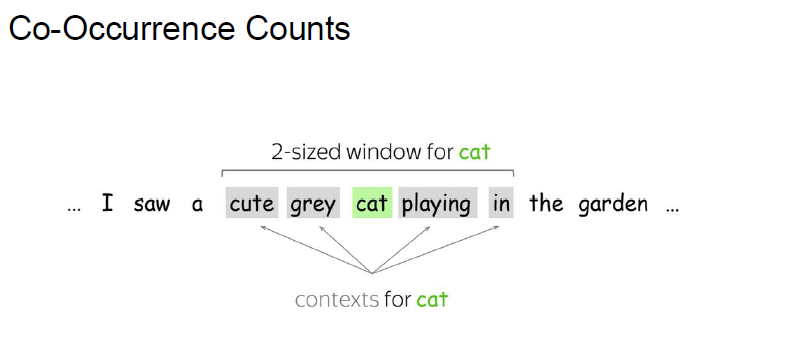 Co-Occurrence Counts
2-sized window for cat
... I saw a cute grey cat playing in the garden ...
contexts for cat